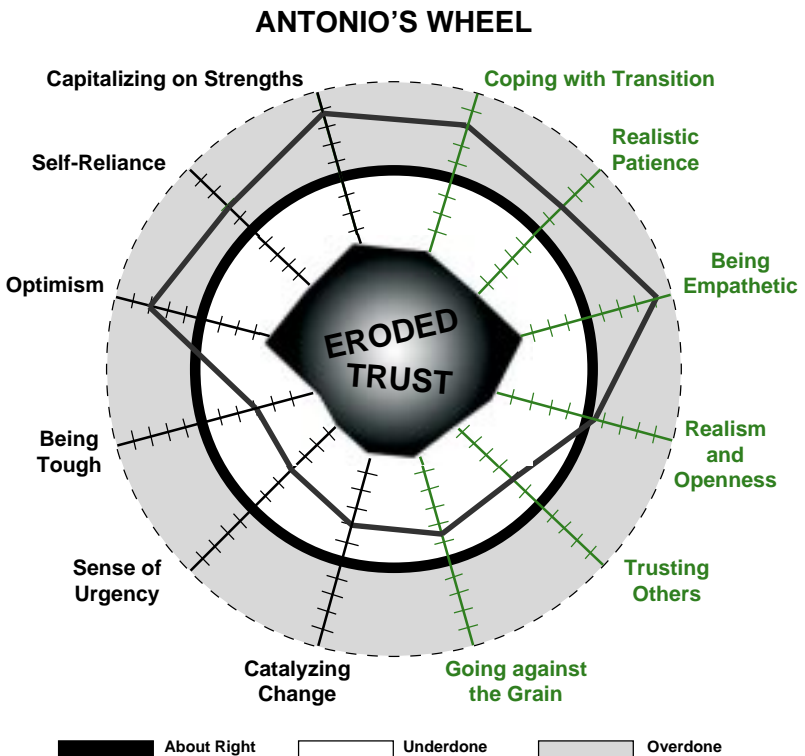 ANTONIO’S WHEEL
Capitalizing on Strengths
Coping with Transition
Self-Reliance
Realistic
Patience
Optimism
Being
Empathetic
ERODED
TRUST
Being
Tough
Realism
and
Openness
Sense of
Urgency
Trusting
Others
Catalyzing
Change
Going against
the Grain
About Right
Underdone
Overdone